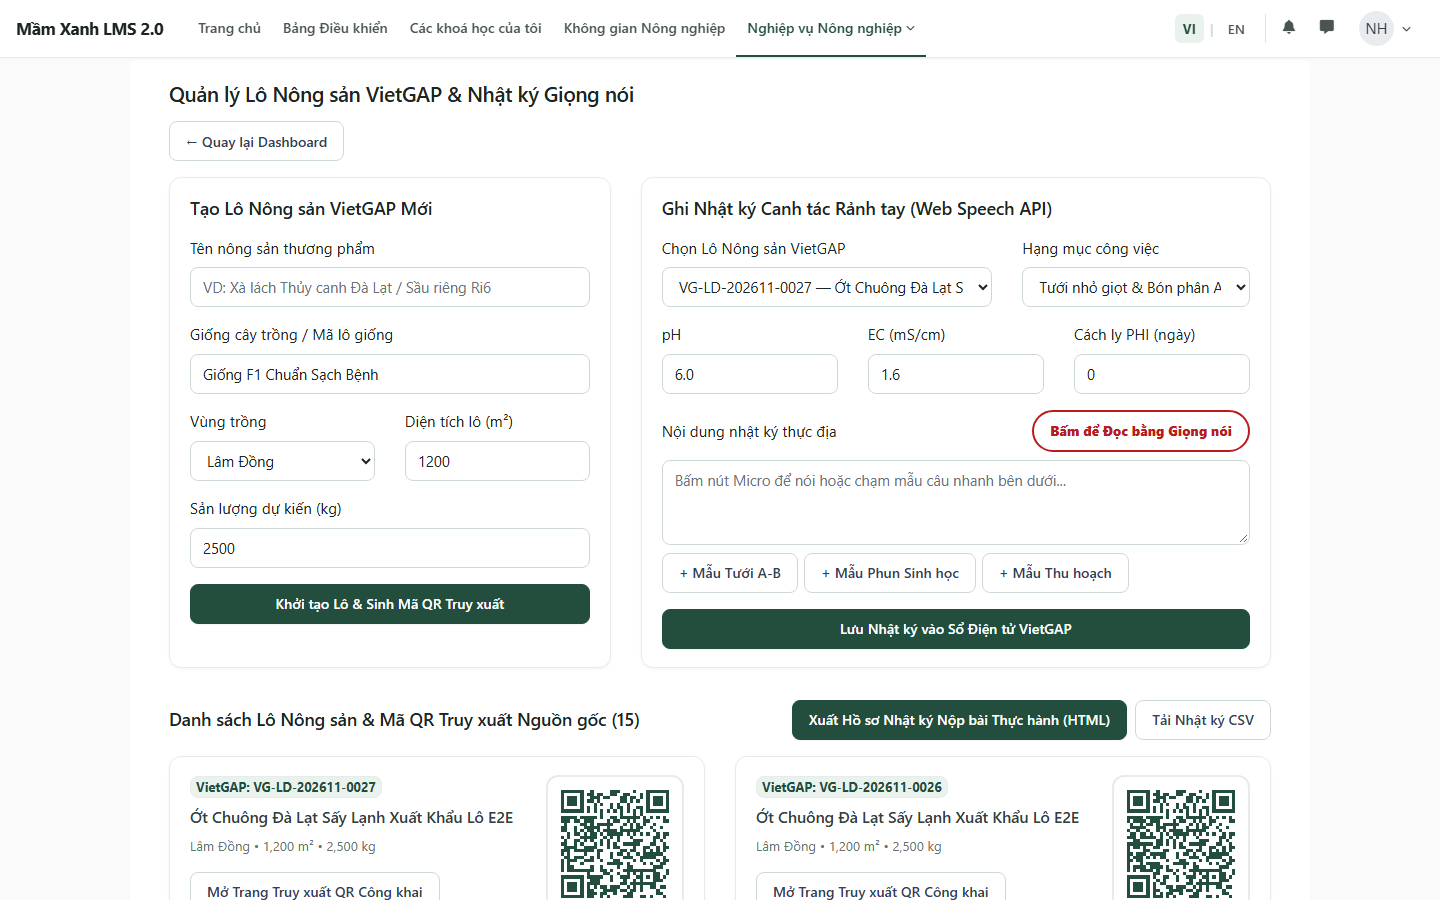 Mầm Xanh LMS 2.0
Trang chủ
Bảng Điều khiển
Các khoá học của tôi
Không gian Nông nghiệp
Nghiệp vụ Nông nghiệp
VI | EN
NH
Quản lý Lô Nông sản VietGAP & Nhật ký Giọng nói
← Quay lại Dashboard
Tạo Lô Nông sản VietGAP Mới
Tên nông sản thương phẩm
VD: Xà lách Thủy canh Đà Lạt / Sầu riêng Ri6
Giống cây trồng / Mã lô giống
Giống F1 Chuẩn Sạch Bệnh
Vùng trồng
Diện tích lô (m²)
Lâm Đồng
1200
Sản lượng dự kiến (kg)
2500
Khởi tạo Lô & Sinh Mã QR Truy xuất
Ghi Nhật ký Canh tác Rảnh tay (Web Speech API)
Chọn Lô Nông sản VietGAP
Hạng mục công việc
VG-LD-202611-0027 — Ớt Chuông Đà Lạt S
Tưới nhỏ giọt & Bón phân A
pH
EC (mS/cm)
Cách ly PHI (ngày)
6.0
1.6
0
Nội dung nhật ký thực địa
Bấm để Đọc bằng Giọng nói
Bấm nút Micro để nói hoặc chạm mẫu câu nhanh bên dưới...
+ Mẫu Tưới A-B
+ Mẫu Phun Sinh học
+ Mẫu Thu hoạch
Lưu Nhật ký vào Sổ Điện tử VietGAP
Danh sách Lô Nông sản & Mã QR Truy xuất Nguồn gốc (15)
Xuất Hồ sơ Nhật ký Nộp bài Thực hành (HTML)
Tải Nhật ký CSV
VietGAP: VG-LD-202611-0027
Ớt Chuông Đà Lạt Sấy Lạnh Xuất Khẩu Lô E2E
Lâm Đồng • 1,200 m² • 2,500 kg
Mở Trang Truy xuất QR Công khai
VietGAP: VG-LD-202611-0026
Ớt Chuông Đà Lạt Sấy Lạnh Xuất Khẩu Lô E2E
Lâm Đồng • 1,200 m² • 2,500 kg
Mở Trang Truy xuất QR Công khai